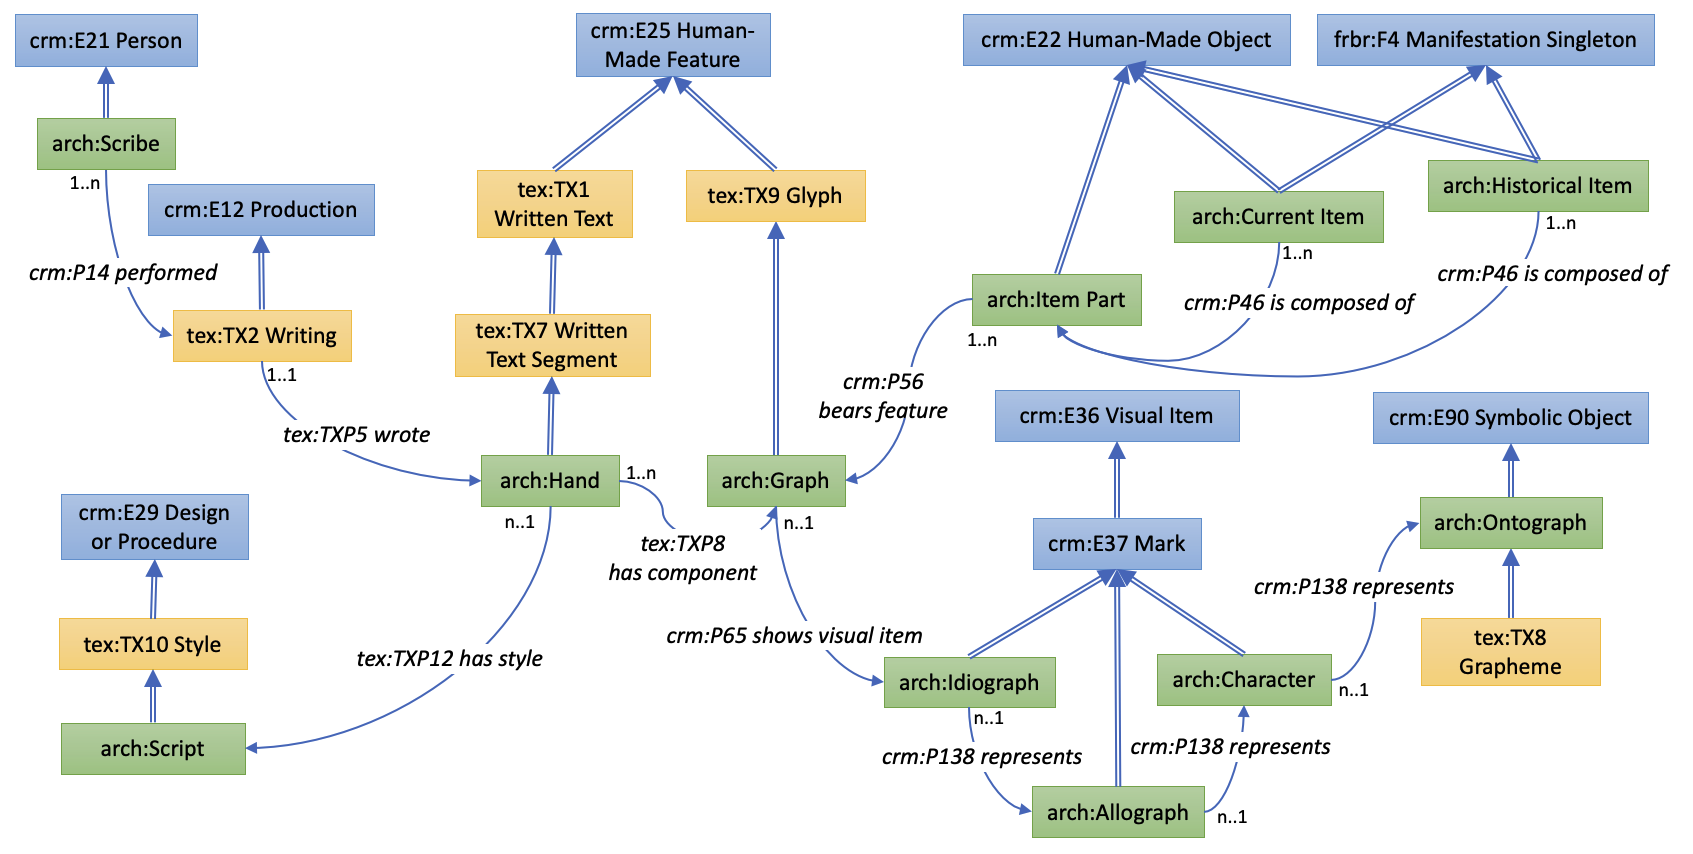 crm:E21 Person
crm:E25 Human-
Made Feature
crm:E22 Human-Made Object
frbr:F4 Manifestation Singleton
arch:Scribe
1..n
crm:E12 Production
tex:TX1
Written Text
tex:TX9 Glyph
arch:Current Item
1..n
arch:Historical Item
1..n
crm:P14 performed
crm:P46 is composed of
crm:P46 is composed of
arch:Item Part
1..n
tex:TX2 Writing
1..1
tex:TX7 Written
Text Segment
crm:P56
bears feature
tex:TXP5 wrote
crm:E36 Visual Item
crm:E90 Symbolic Object
arch:Hand
1..n
n..1
arch:Graph
n..1
crm:E29 Design
or Procedure
tex:TXP8
has component
crm:E37 Mark
arch:Ontograph
crm:P138 represents
tex:TX10 Style
tex:TXP12 has style
crm:P65 shows visual item
tex:TX8
Grapheme
arch:Idiograph
n..1
arch:Character
n..1
arch:Script
crm:P138 represents
crm:P138 represents
arch:Allograph
n..1